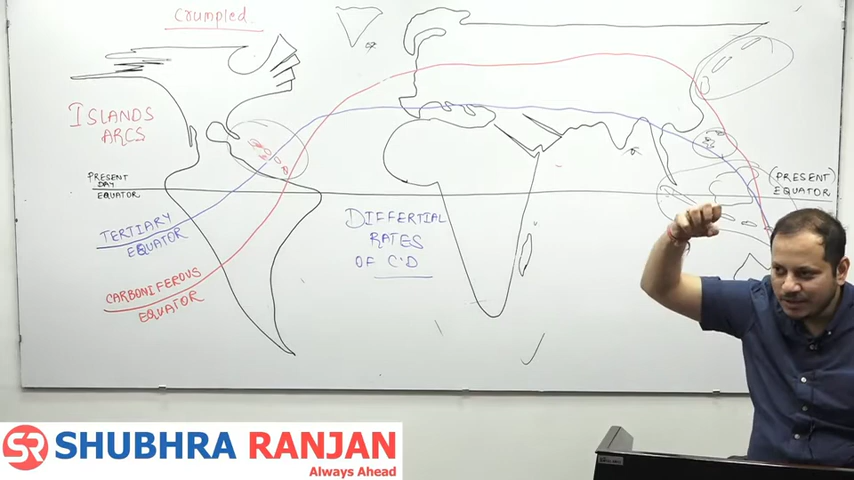 Crumpled
ISLANDS
ARCS
PRESENT
DAY
EQUATOR
TERTIARY
EQUATOR
CARBONIFEROUS
EQUATOR
DIFFERTIAL
RATES
OF C.D
(PRESENT)
EQUATOR
SR
SHUBHRA RANJAN
Always Ahead